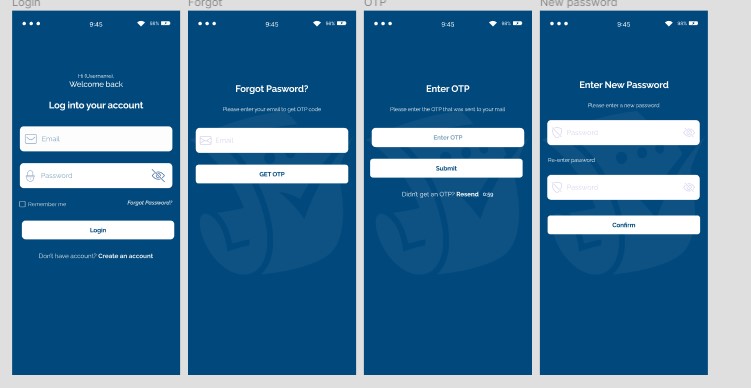 Login
9:45
98%
Hi (Username)
Welcome back
Log into your account
Email
Password
Remember me
Forgot Password?
Login
Don't have account? Create an account
Forgot
9:45
98%
Forgot Pasword?
Please enter your email to get OTP code
Email
GET OTP
OTP
9:45
98%
Enter OTP
Please enter the OTP that was sent to your mail
Enter OTP
Submit
Didn't get an OTP? Resend 0:59
New password
9:45
98%
Enter New Password
Please enter a new password
Password
Re-enter password
Password
Confirm